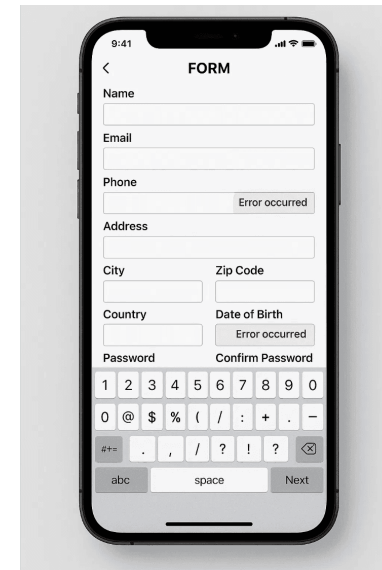 9:41
FORM
Name
Email
Phone
Error occurred
Address
City Zip Code
Country Date of Birth
Error occurred
Password Confirm Password
1 2 3 4 5 6 7 8 9 0
0 @ $ % ( / : + . –
#+= . , / ? ! ?
abc space Next